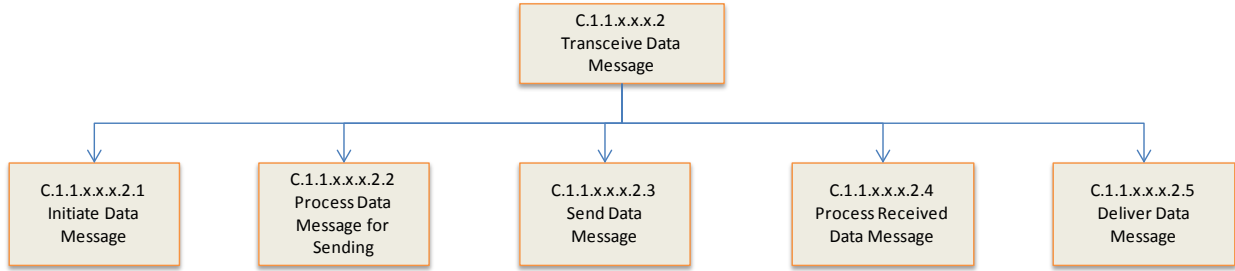 C.1.1.x.x.x.2
Transceive Data
Message
C.1.1.x.x.x.2.1
Initiate Data
Message
C.1.1.x.x.x.2.2
Process Data
Message for
Sending
C.1.1.x.x.x.2.3
Send Data
Message
C.1.1.x.x.x.2.4
Process Received
Data Message
C.1.1.x.x.x.2.5
Deliver Data
Message